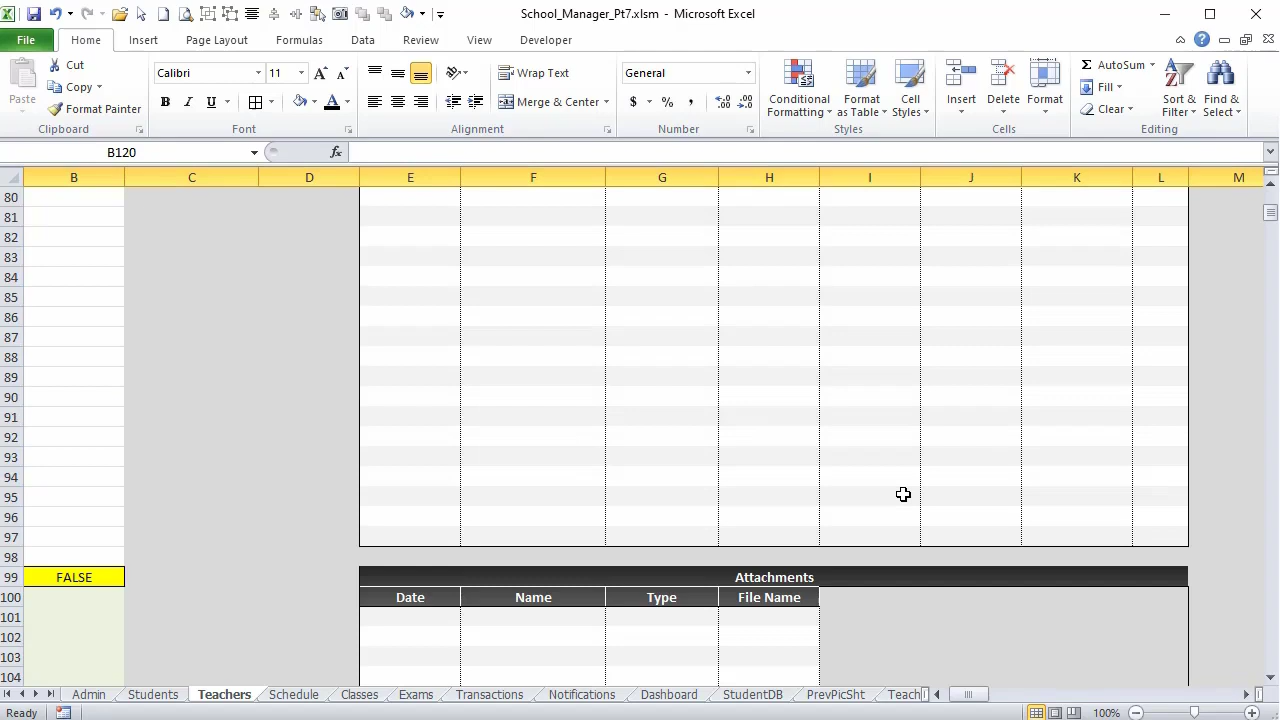 School_Manager_Pt7.xlsm - Microsoft Excel
File Home Insert Page Layout Formulas Data Review View Developer
Paste
Cut
Copy
Format Painter
Clipboard
Calibri 11
B I U
Font
Wrap Text
Merge & Center
Alignment
General
$ % ,
Number
Conditional Formatting
Format as Table
Cell Styles
Styles
Insert Delete Format
Cells
AutoSum
Fill
Clear
Sort & Filter
Find & Select
Editing
B120 fx
B C D E F G H I J K L M
80
81
82
83
84
85
86
87
88
89
90
91
92
93
94
95
96
97
98
99 FALSE Attachments
100 Date Name Type File Name
101
102
103
104
Admin Students Teachers Schedule Classes Exams Transactions Notifications Dashboard StudentDB PrevPicSht Teach
Ready 100%